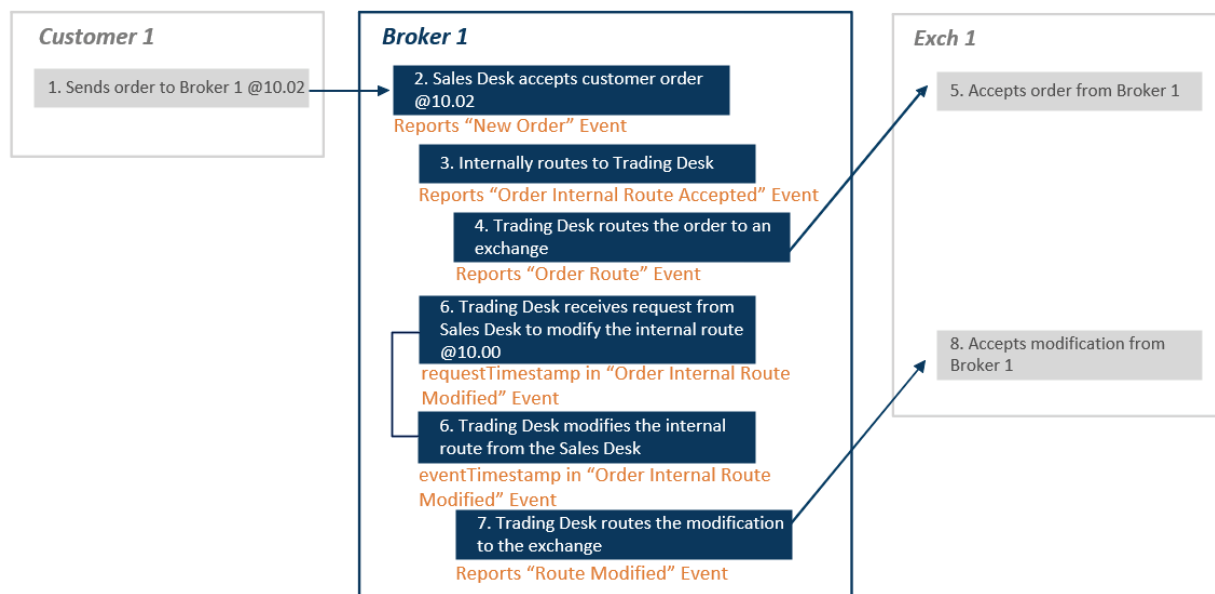 Customer 1
1. Sends order to Broker 1 @10.02
Broker 1
2. Sales Desk accepts customer order
@10.02
Reports “New Order” Event
3. Internally routes to Trading Desk
Reports “Order Internal Route Accepted” Event
4. Trading Desk routes the order to an
exchange
Reports “Order Route” Event
6. Trading Desk receives request from
Sales Desk to modify the internal route
@10.00
requestTimestamp in “Order Internal Route
Modified” Event
6. Trading Desk modifies the internal
route from the Sales Desk
eventTimestamp in “Order Internal Route
Modified” Event
7. Trading Desk routes the modification
to the exchange
Reports “Route Modified” Event
Exch 1
5. Accepts order from Broker 1
8. Accepts modification from
Broker 1